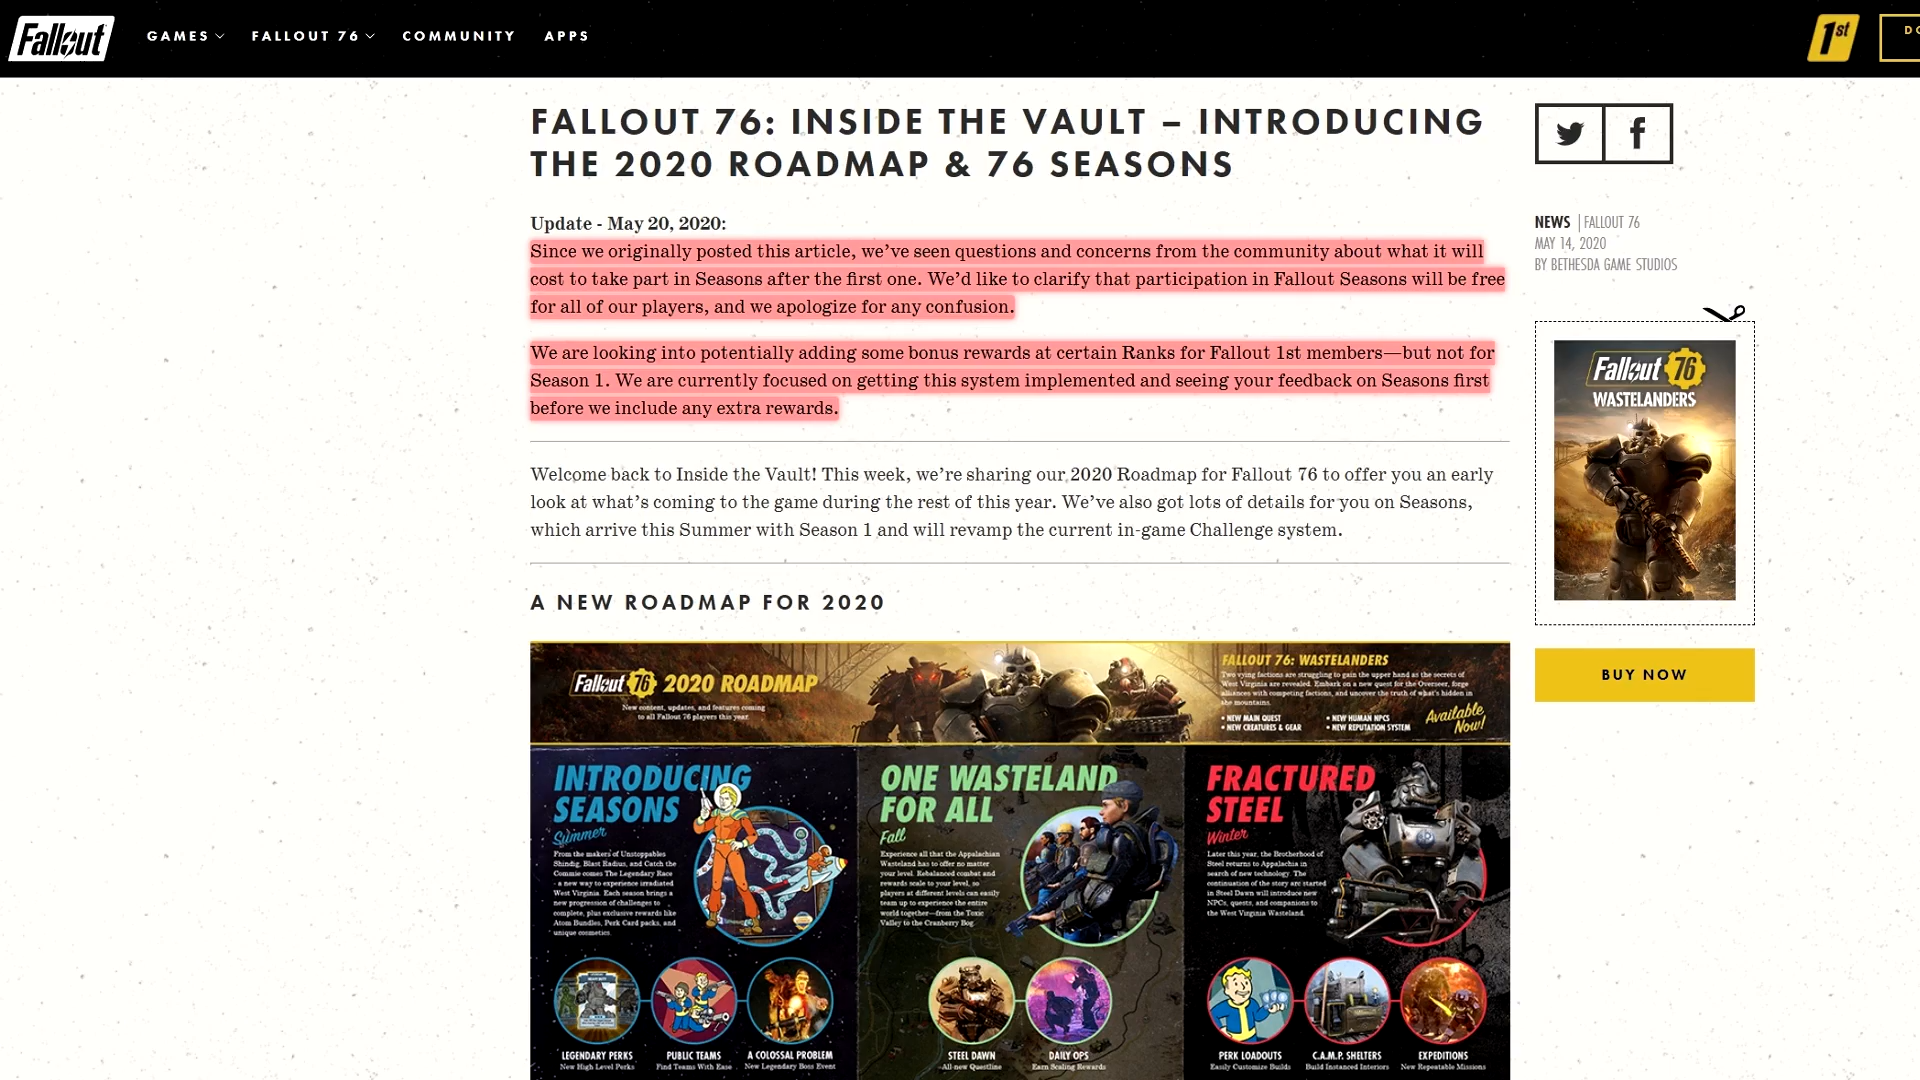 Fallout
GAMES
FALLOUT 76
COMMUNITY
APPS
1st
DO
FALLOUT 76: INSIDE THE VAULT – INTRODUCING
THE 2020 ROADMAP & 76 SEASONS
Update - May 20, 2020:
Since we originally posted this article, we’ve seen questions and concerns from the community about what it will
cost to take part in Seasons after the first one. We’d like to clarify that participation in Fallout Seasons will be free
for all of our players, and we apologize for any confusion.
We are looking into potentially adding some bonus rewards at certain Ranks for Fallout 1st members—but not for
Season 1. We are currently focused on getting this system implemented and seeing your feedback on Seasons first
before we include any extra rewards.
Welcome back to Inside the Vault! This week, we’re sharing our 2020 Roadmap for Fallout 76 to offer you an early
look at what’s coming to the game during the rest of this year. We’ve also got lots of details for you on Seasons,
which arrive this Summer with Season 1 and will revamp the current in-game Challenge system.
A NEW ROADMAP FOR 2020
Fallout 76 2020 ROADMAP
New content, updates, and features coming
to all Fallout 76 players this year.
FALLOUT 76: WASTELANDERS
Two vying factions are struggling to gain the upper hand as the secrets of
West Virginia are revealed. Embark on a new quest for the Overseer, forge
alliances with competing factions, and uncover the truth of what's hidden in
the mountains.
• NEW MAIN QUEST
• NEW HUMAN NPCS
• NEW CREATURES & GEAR
• NEW REPUTATION SYSTEM
Available
Now!
INTRODUCING
SEASONS
Summer
From the makers of Unstoppables
Shindig, Blast Radius, and Catch the
Commie comes The Legendary Race
- a new way to experience irradiated
West Virginia. Each season brings a
new progression of challenges to
complete, plus exclusive rewards like
Atom Bundles, Perk Card packs, and
unique cosmetics.
LEGENDARY PERKS
New High Level Perks
PUBLIC TEAMS
Find Teams With Ease
A COLOSSAL PROBLEM
New Legendary Boss Event
ONE WASTELAND
FOR ALL
Fall
Experience all that the Appalachian
Wasteland has to offer no matter
your level. Rebalanced combat and
rewards scale to your level, so
players at different levels can easily
team up to experience the entire
world together—from the Toxic
Valley to the Cranberry Bog.
STEEL DAWN
All-new Questline
DAILY OPS
Earn Scaling Rewards
FRACTURED
STEEL
Winter
Later this year, the Brotherhood of
Steel returns to Appalachia in
search of new technology. The
continuation of the story arc started
in Steel Dawn will introduce new
NPCs, quests, and companions to
the West Virginia Wasteland.
PERK LOADOUTS
Easily Customize Builds
C.A.M.P. SHELTERS
Build Instanced Interiors
EXPEDITIONS
New Repeatable Missions
NEWS | FALLOUT 76
MAY 14, 2020
BY BETHESDA GAME STUDIOS
Fallout 76
WASTELANDERS
BUY NOW